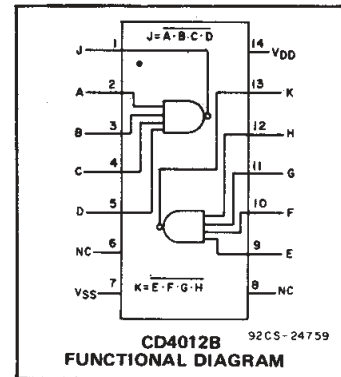 J=A·B·C·D
J 1
14 VDD
A 2
13 K
B 3
12 H
C 4
11 G
D 5
10 F
NC 6
9 E
VSS 7
8 NC
K=E·F·G·H
92CS-24759
CD4012B
FUNCTIONAL DIAGRAM